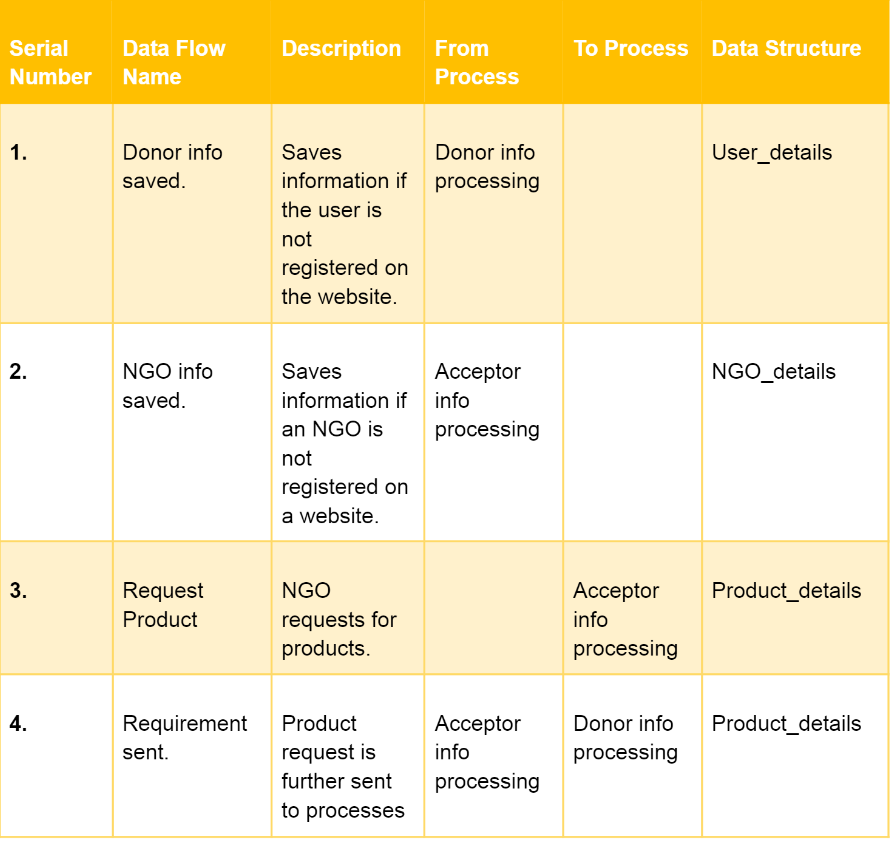 Serial Number
Data Flow Name
Description
From Process
To Process
Data Structure
1.
Donor info
saved.
Saves
information if
the user is
not
registered on
the website.
Donor info
processing
User_details
2.
NGO info
saved.
Saves
information if
an NGO is
not
registered on
a website.
Acceptor
info
processing
NGO_details
3.
Request
Product
NGO
requests for
products.
Acceptor
info
processing
Product_details
4.
Requirement
sent.
Product
request is
further sent
to processes
Acceptor
info
processing
Donor info
processing
Product_details